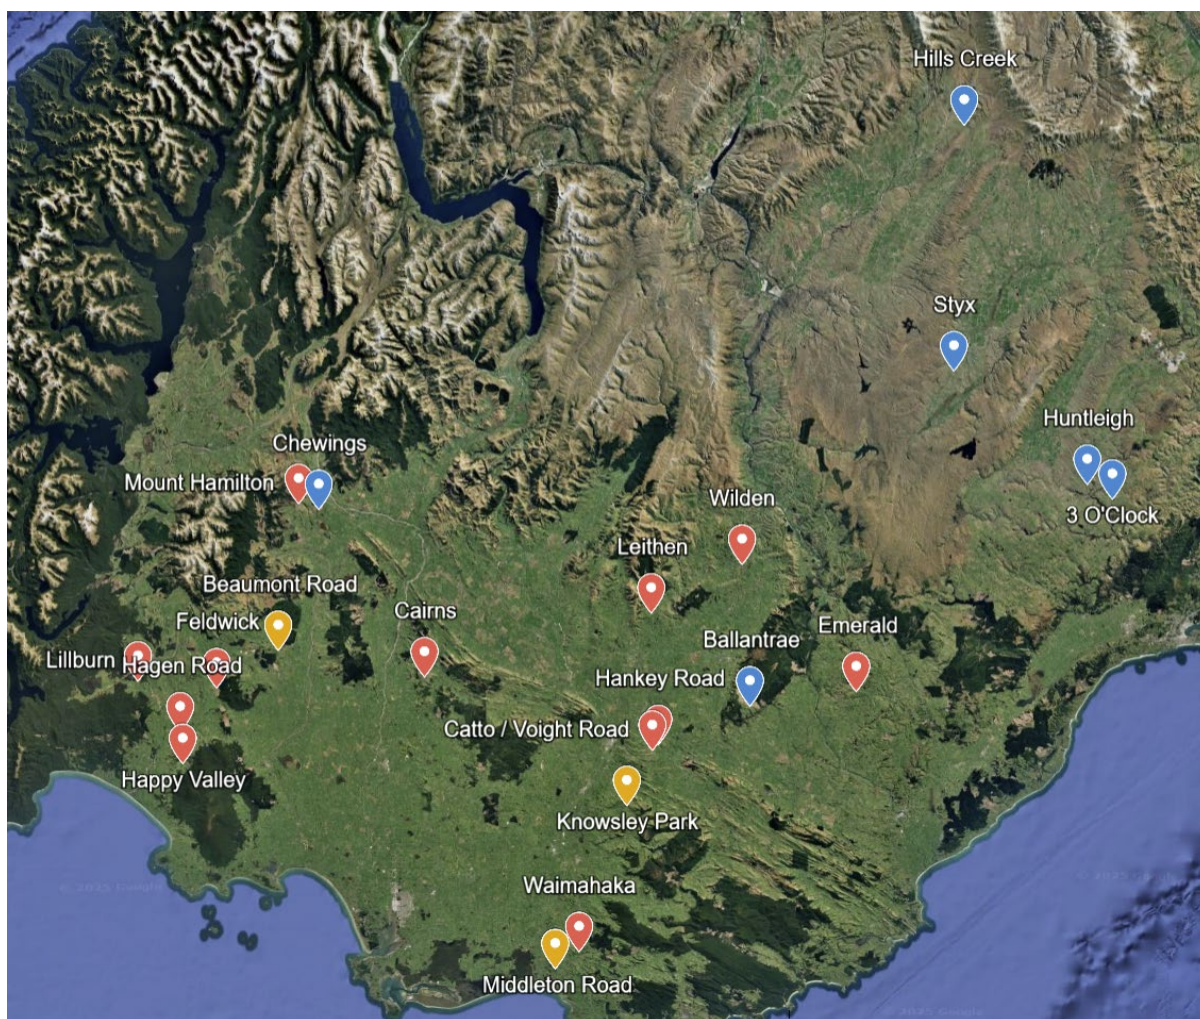 Hills Creek
Styx
Huntleigh
Chewings
Mount Hamilton
3 O'Clock
Wilden
Leithen
Beaumont Road
Feldwick
Cairns
Emerald
Ballantrae
Lillburn
Hagen Road
Hankey Road
Catto / Voight Road
Happy Valley
Knowsley Park
Waimahaka
Middleton Road